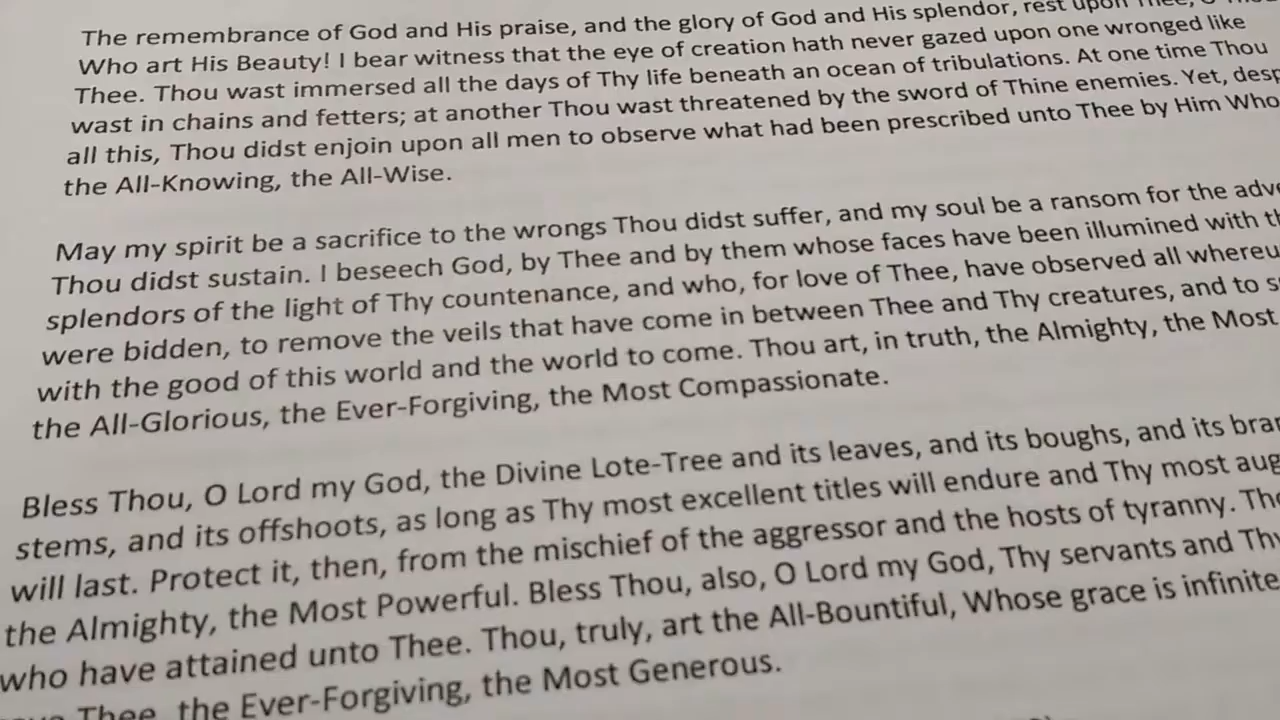 The remembrance of God and His praise, and the glory of God and His splendor, rest upon Thee, O
Who art His Beauty! I bear witness that the eye of creation hath never gazed upon one wronged like
Thee. Thou wast immersed all the days of Thy life beneath an ocean of tribulations. At one time Thou
wast in chains and fetters; at another Thou wast threatened by the sword of Thine enemies. Yet, desp
all this, Thou didst enjoin upon all men to observe what had been prescribed unto Thee by Him Who
the All-Knowing, the All-Wise.
May my spirit be a sacrifice to the wrongs Thou didst suffer, and my soul be a ransom for the adve
Thou didst sustain. I beseech God, by Thee and by them whose faces have been illumined with th
splendors of the light of Thy countenance, and who, for love of Thee, have observed all whereu
were bidden, to remove the veils that have come in between Thee and Thy creatures, and to s
with the good of this world and the world to come. Thou art, in truth, the Almighty, the Most
the All-Glorious, the Ever-Forgiving, the Most Compassionate.
Bless Thou, O Lord my God, the Divine Lote-Tree and its leaves, and its boughs, and its bra
stems, and its offshoots, as long as Thy most excellent titles will endure and Thy most aug
will last. Protect it, then, from the mischief of the aggressor and the hosts of tyranny. Tho
the Almighty, the Most Powerful. Bless Thou, also, O Lord my God, Thy servants and Thy
who have attained unto Thee. Thou, truly, art the All-Bountiful, Whose grace is infinite
Thee, the Ever-Forgiving, the Most Generous.